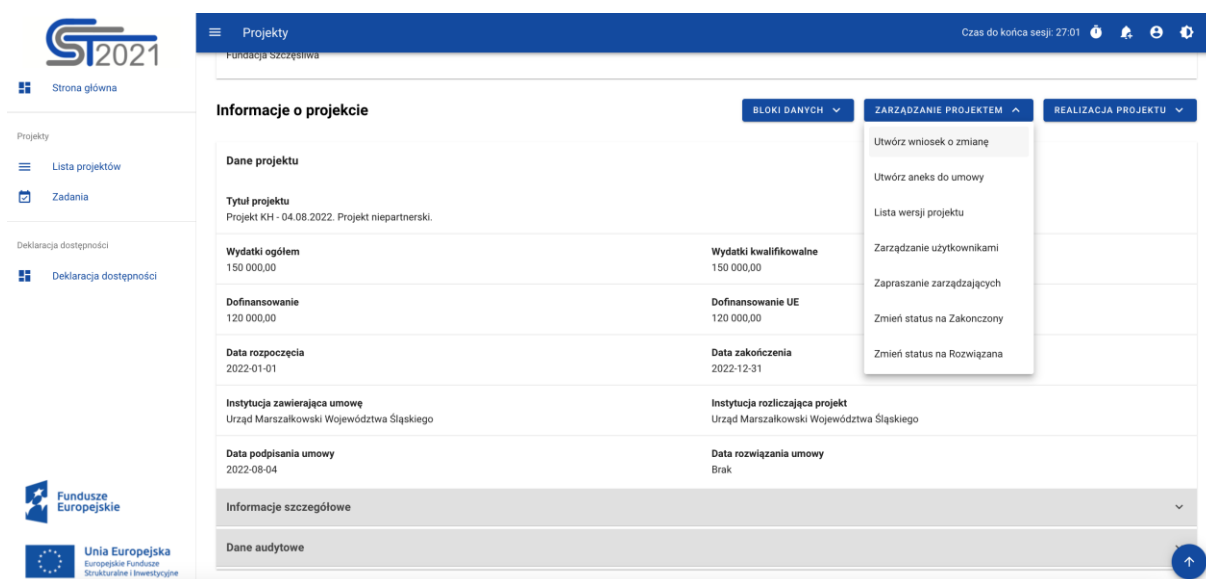 CST2021
Projekty
Czas do końca sesji: 27:01
Fundacja Szczęśliwa
Strona główna
Projekty
Lista projektów
Zadania
Deklaracja dostępności
Deklaracja dostępności
Informacje o projekcie
BLOKI DANYCH
ZARZĄDZANIE PROJEKTEM
REALIZACJA PROJEKTU
Utwórz wniosek o zmianę
Utwórz aneks do umowy
Lista wersji projektu
Zarządzanie użytkownikami
Zapraszanie zarządzających
Zmień status na Zakonczony
Zmień status na Rozwiązana
Dane projektu
Tytuł projektu
Projekt KH - 04.08.2022. Projekt niepartnerski.
Wydatki ogółem
150 000,00
Wydatki kwalifikowalne
150 000,00
Dofinansowanie
120 000,00
Dofinansowanie UE
120 000,00
Data rozpoczęcia
2022-01-01
Data zakończenia
2022-12-31
Instytucja zawierająca umowę
Urząd Marszałkowski Województwa Śląskiego
Instytucja rozliczająca projekt
Urząd Marszałkowski Województwa Śląskiego
Data podpisania umowy
2022-08-04
Data rozwiązania umowy
Brak
Informacje szczegółowe
Dane audytowe
Fundusze
Europejskie
Unia Europejska
Europejskie Fundusze
Strukturalne i Inwestycyjne